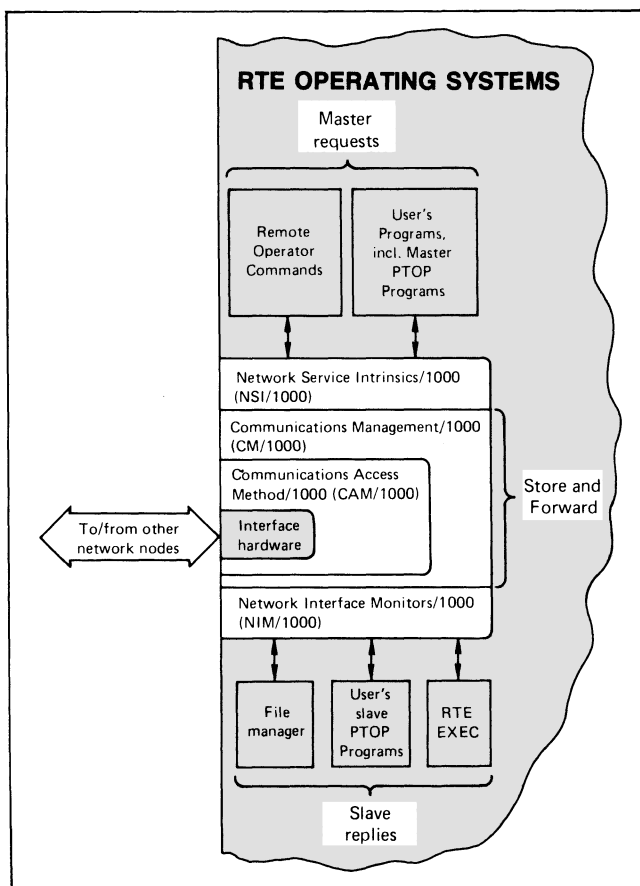 RTE OPERATING SYSTEMS
Master
requests
Remote
Operator
Commands
User's
Programs,
incl. Master
PTOP
Programs
Network Service Intrinsics/1000
(NSI/1000)
Communications Management/1000
(CM/1000)
Communications Access
Method/1000 (CAM/1000)
Interface
hardware
To/from other
network nodes
Store and
Forward
Network Interface Monitors/1000
(NIM/1000)
File
manager
User's
slave
PTOP
Programs
RTE
EXEC
Slave
replies